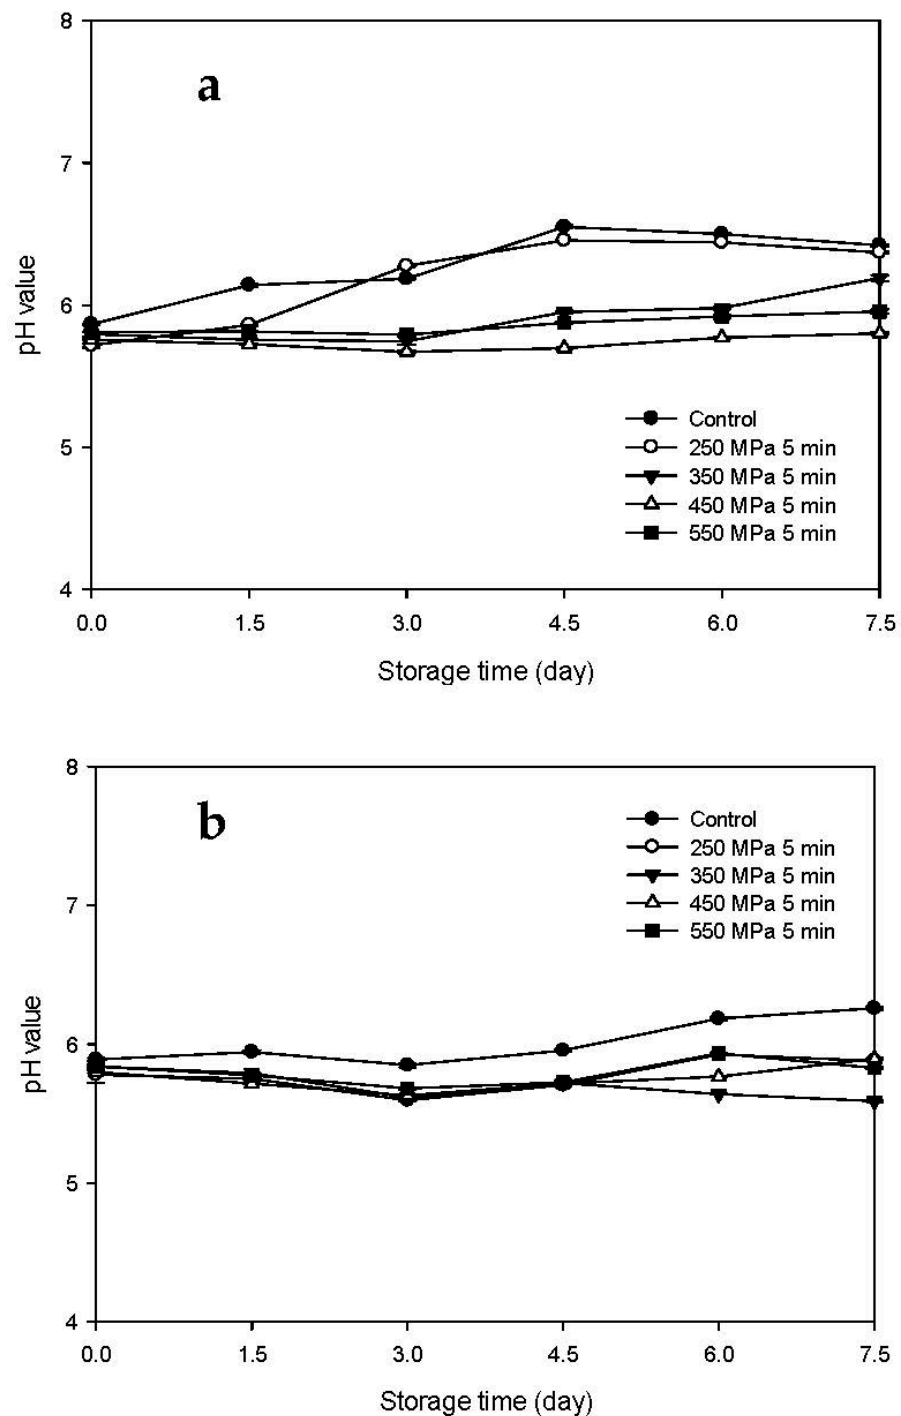 8
a
7
pH value
6
5
Control
250 MPa 5 min
350 MPa 5 min
450 MPa 5 min
550 MPa 5 min
4
0.0 1.5 3.0 4.5 6.0 7.5
Storage time (day)
8
b
Control
250 MPa 5 min
350 MPa 5 min
450 MPa 5 min
550 MPa 5 min
7
pH value
6
5
4
0.0 1.5 3.0 4.5 6.0 7.5
Storage time (day)